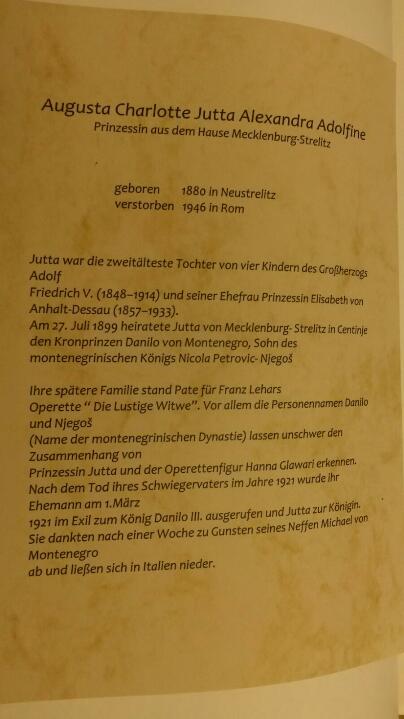 Augusta Charlotte Jutta Alexandra Adolfine
Prinzessin aus dem Hause Mecklenburg-Strelitz
geboren 1880 in Neustrelitz
verstorben 1946 in Rom
Jutta war die zweitälteste Tochter von vier Kindern des Großherzogs
Adolf
Friedrich V. (1848–1914) und seiner Ehefrau Prinzessin Elisabeth von
Anhalt-Dessau (1857–1933).
Am 27. Juli 1899 heiratete Jutta von Mecklenburg- Strelitz in Centinje
den Kronprinzen Danilo von Montenegro, Sohn des
montenegrinischen Königs Nicola Petrovic- Njegoš
Ihre spätere Familie stand Pate für Franz Lehars
Operette “ Die Lustige Witwe”. Vor allem die Personennamen Danilo
und Njegoš
(Name der montenegrinischen Dynastie) lassen unschwer den
Zusammenhang von
Prinzessin Jutta und der Operettenfigur Hanna Glawari erkennen.
Nach dem Tod ihres Schwiegervaters im Jahre 1921 wurde ihr
Ehemann am 1.März
1921 im Exil zum König Danilo III. ausgerufen und Jutta zur Königin.
Sie dankten nach einer Woche zu Gunsten seines Neffen Michael von
Montenegro
ab und ließen sich in Italien nieder.